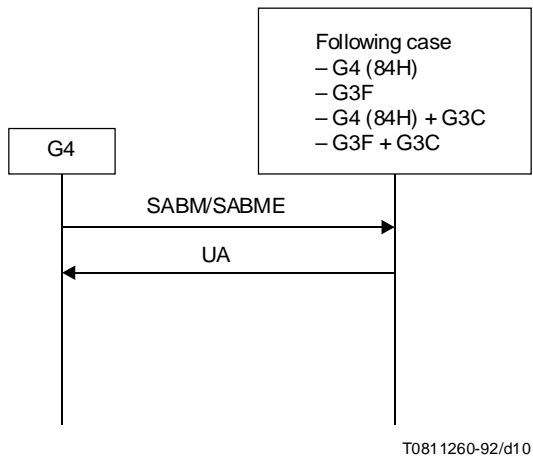 Following case
– G4 (84H)
– G3F
– G4 (84H) + G3C
– G3F + G3C
G4
SABM/SABME
UA
T0811260-92/d10